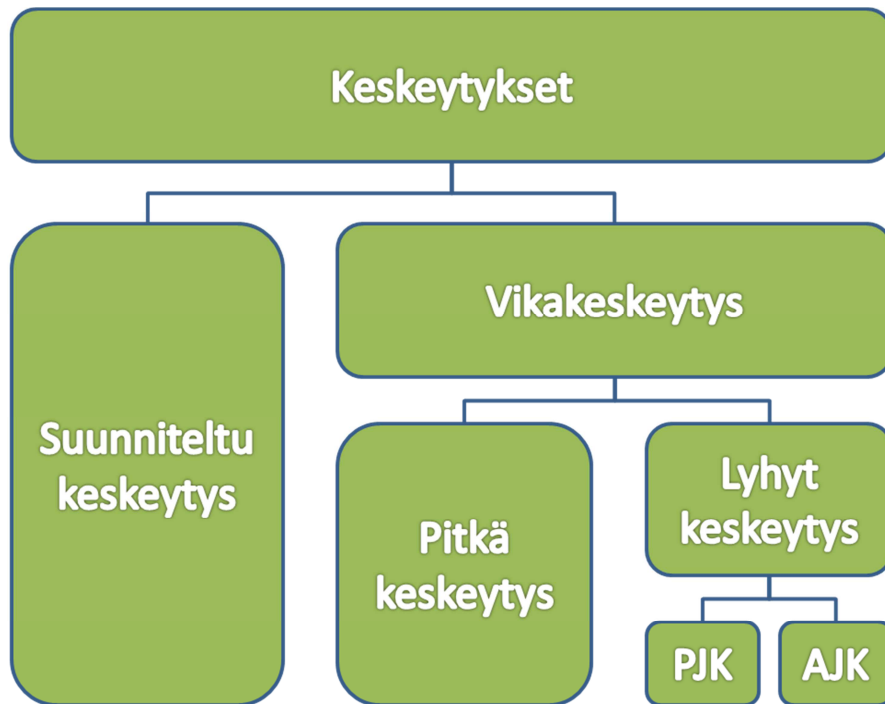 Keskeytykset
Vikakeskeytys
Suunniteltu
keskeytys
Pitkä
keskeytys
Lyhyt
keskeytys
PJK
AJK